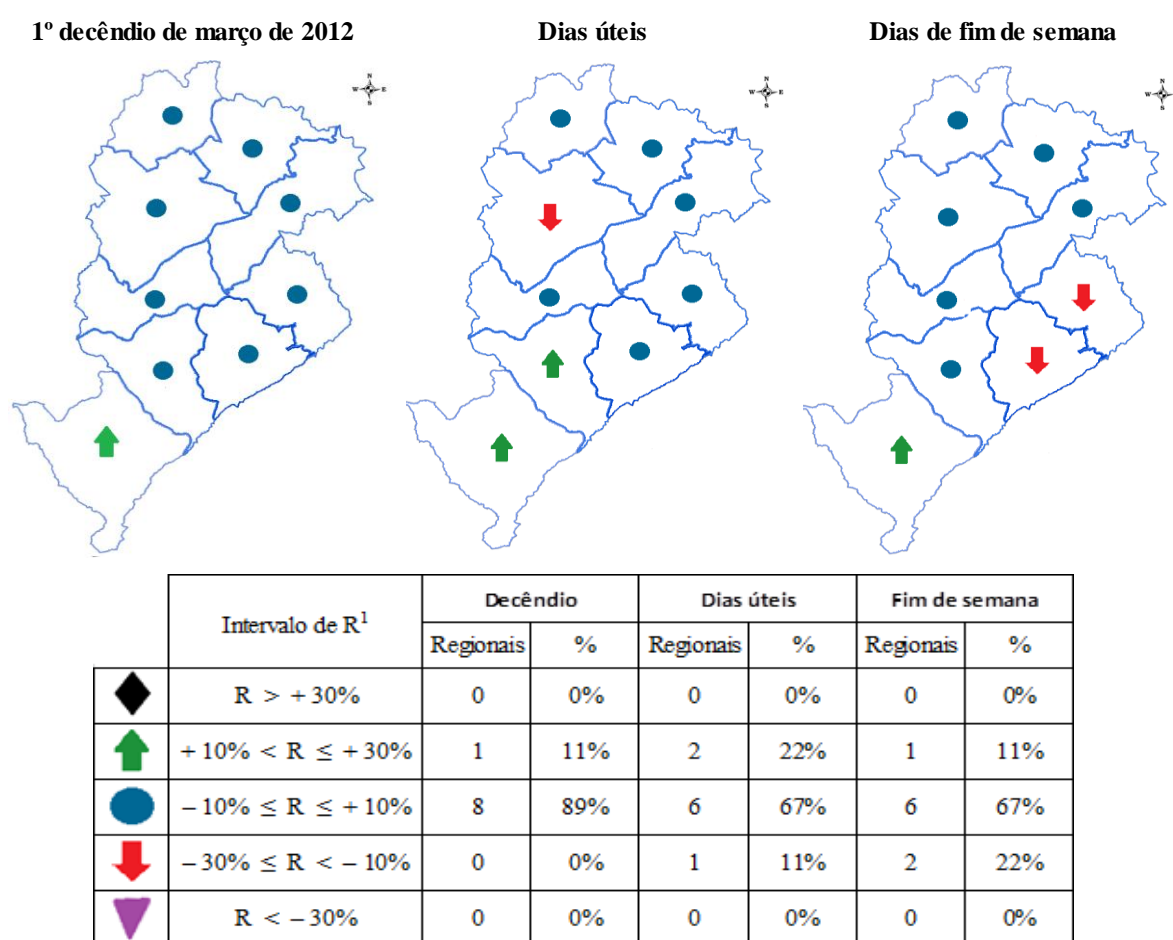 1º decêndio de março de 2012 Dias úteis Dias de fim de semana
N
W E
S
N
W E
S
N
W E
S
Intervalo de R¹ Decêndio Dias úteis Fim de semana
Regionais % Regionais % Regionais %
R > +30% 0 0% 0 0% 0 0%
+10% < R ≤ +30% 1 11% 2 22% 1 11%
−10% ≤ R ≤ +10% 8 89% 6 67% 6 67%
−30% ≤ R < −10% 0 0% 1 11% 2 22%
R < −30% 0 0% 0 0% 0 0%